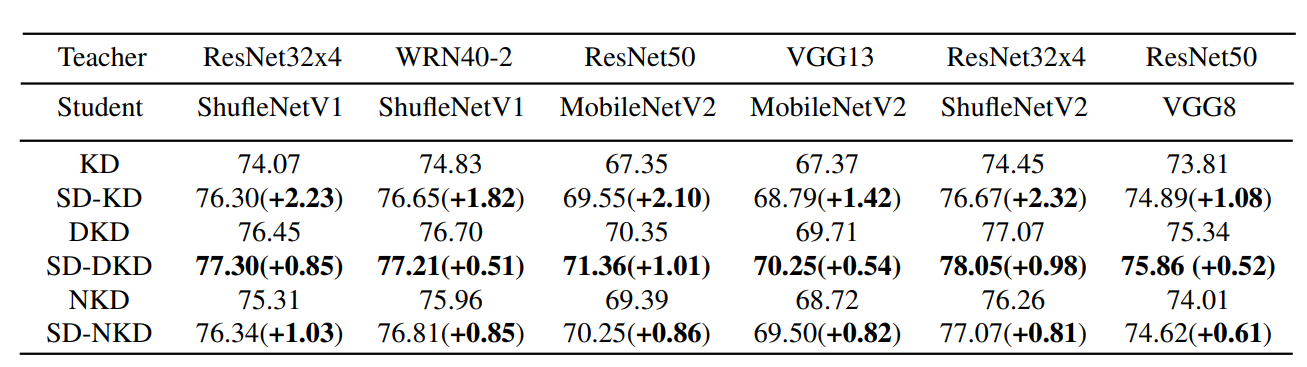 Teacher ResNet32x4 WRN40-2 ResNet50 VGG13 ResNet32x4 ResNet50
Student ShufleNetV1 ShufleNetV1 MobileNetV2 MobileNetV2 ShufleNetV2 VGG8
KD 74.07 74.83 67.35 67.37 74.45 73.81
SD-KD 76.30(+2.23) 76.65(+1.82) 69.55(+2.10) 68.79(+1.42) 76.67(+2.32) 74.89(+1.08)
DKD 76.45 76.70 70.35 69.71 77.07 75.34
SD-DKD 77.30(+0.85) 77.21(+0.51) 71.36(+1.01) 70.25(+0.54) 78.05(+0.98) 75.86 (+0.52)
NKD 75.31 75.96 69.39 68.72 76.26 74.01
SD-NKD 76.34(+1.03) 76.81(+0.85) 70.25(+0.86) 69.50(+0.82) 77.07(+0.81) 74.62(+0.61)